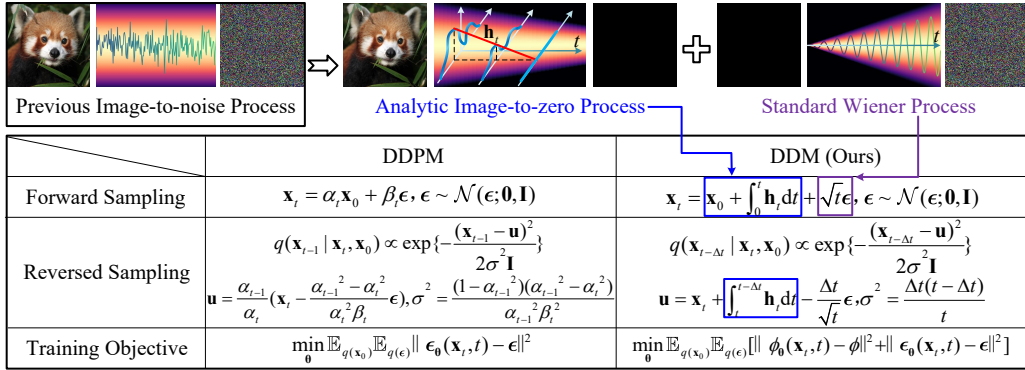 h_t t t
Previous Image-to-noise Process
Analytic Image-to-zero Process
Standard Wiener Process
DDPM
DDM (Ours)
Forward Sampling
𝐱_t = α_t 𝐱_0 + β_t ϵ, ϵ ~ 𝒩(ϵ; 𝟎, 𝐈)
𝐱_t = 𝐱_0 + ∫_0^t 𝐡_t dt + √t ϵ, ϵ ~ 𝒩(ϵ; 𝟎, 𝐈)
Reversed Sampling
q(𝐱_{t-1} | 𝐱_t, 𝐱_0) ∝ exp{-(𝐱_{t-1} - 𝐮)^2 / 2σ^2 𝐈}
𝐮 = α_{t-1}/α_t (𝐱_t - (α_{t-1}^2 - α_t^2)/(α_{t-1}^2 β_t) ϵ), σ^2 = (1 - α_{t-1}^2)(α_{t-1}^2 - α_t^2)/(α_{t-1}^2 β_t^2)
q(𝐱_{t-Δt} | 𝐱_t, 𝐱_0) ∝ exp{-(𝐱_{t-Δt} - 𝐮)^2 / 2σ^2 𝐈}
𝐮 = 𝐱_t + ∫_t^{t-Δt} 𝐡_t dt - Δt/√t ϵ, σ^2 = Δt(t - Δt)/t
Training Objective
min_θ 𝔼_{q(𝐱_0)} 𝔼_{q(ϵ)} || ϵ_θ(𝐱_t, t) - ϵ ||^2
min_θ 𝔼_{q(𝐱_0)} 𝔼_{q(ϵ)} [|| ϕ_θ(𝐱_t, t) - ϕ ||^2 + || ϵ_θ(𝐱_t, t) - ϵ ||^2]